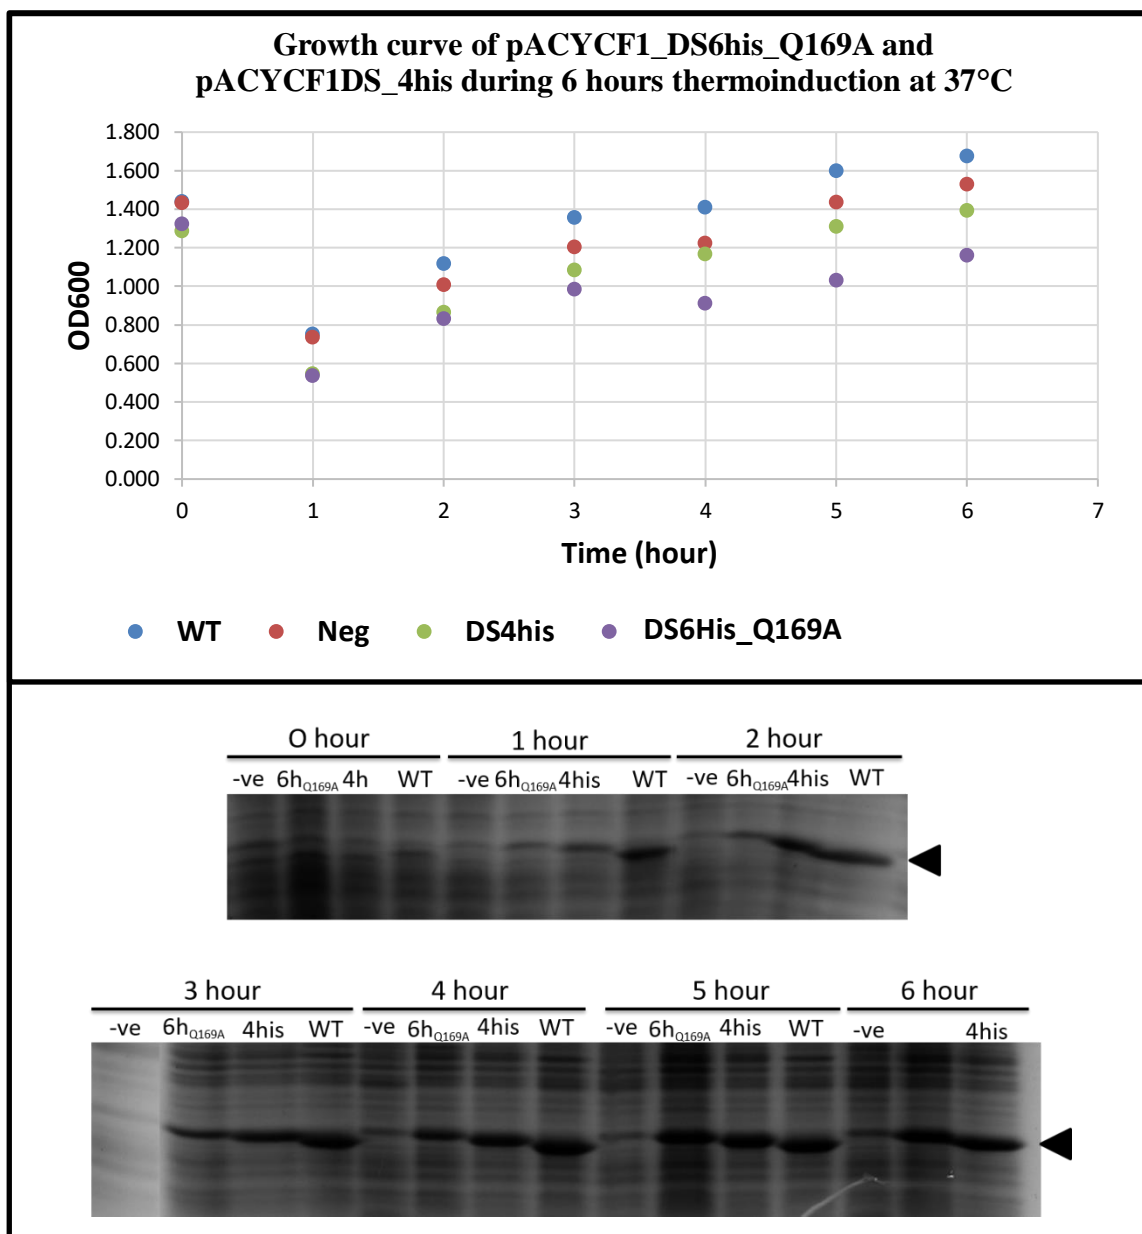 Growth curve of pACYCF1_DS6his_Q169A and
pACYCF1DS_4his during 6 hours thermoinduction at 37°C
1.800
1.600
1.400
1.200
1.000
0.800
0.600
0.400
0.200
0.000
OD600
0 1 2 3 4 5 6 7
Time (hour)
WT Neg DS4his DS6His_Q169A
O hour 1 hour 2 hour
-ve 6hQ169A 4h WT -ve 6hQ169A 4his WT -ve 6hQ169A 4his WT
3 hour 4 hour 5 hour 6 hour
-ve 6hQ169A 4his WT -ve 6hQ169A 4his WT -ve 6hQ169A 4his WT -ve 4his